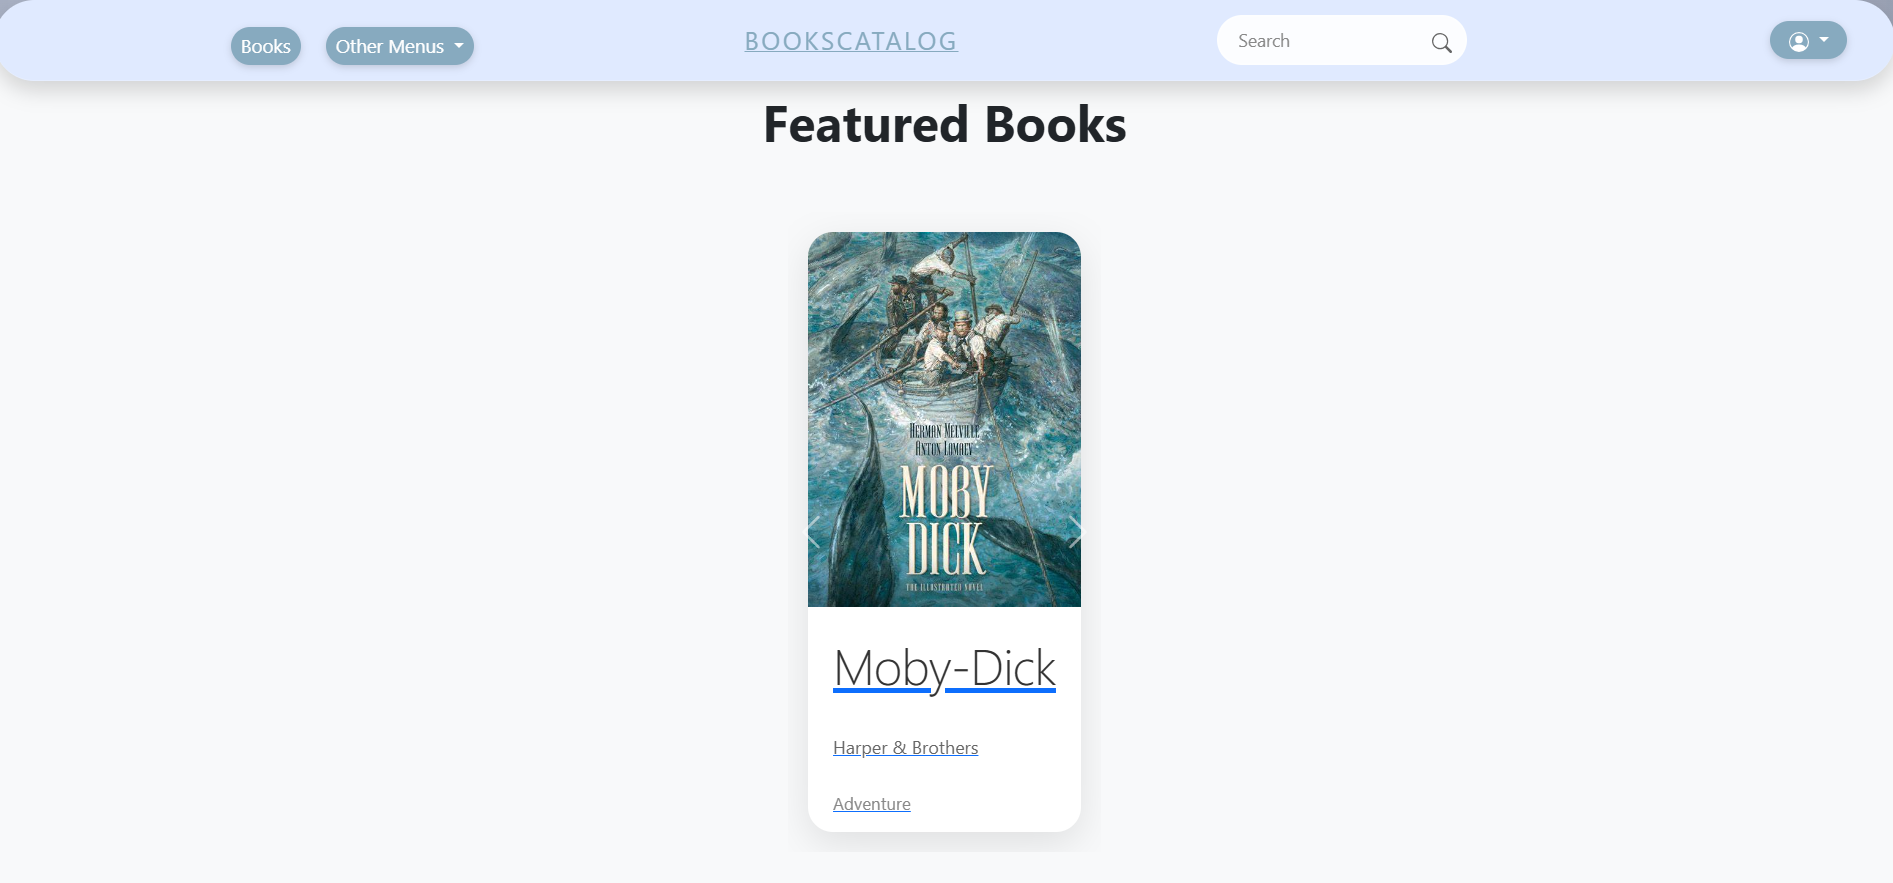 Books
Other Menus
BOOKSCATALOG
Search
Featured Books
HERMAN MELVILLE
ANTON LOMAEV
MOBY
DICK
THE ILLUSTRATED NOVEL
Moby-Dick
Harper & Brothers
Adventure